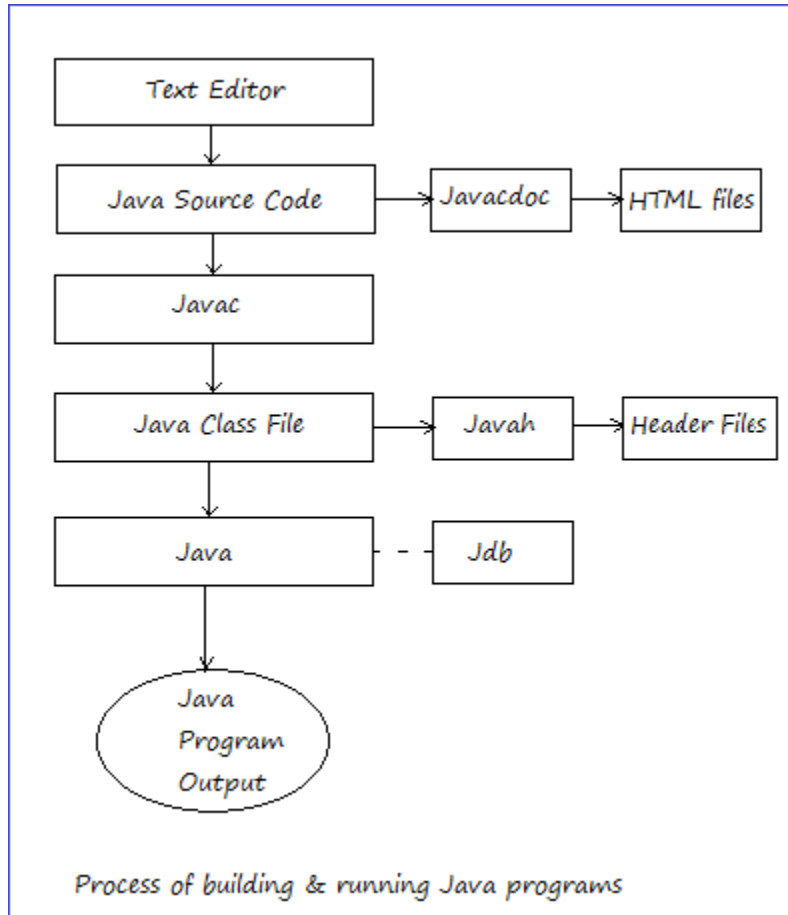 Text Editor
Java Source Code
Javacdoc
HTML files
Javac
Java Class File
Javah
Header Files
Java
Jdb
Java
Program
Output
Process of building & running Java programs